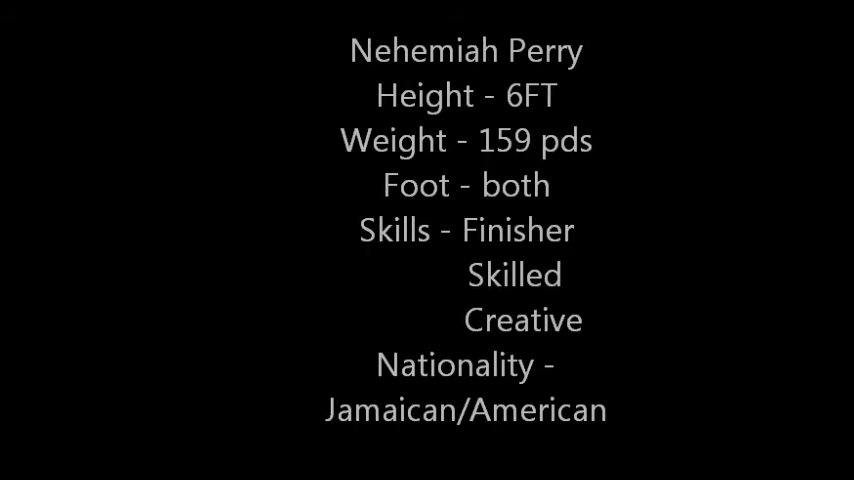 Nehemiah Perry
Height - 6FT
Weight - 159 pds
Foot - both
Skills - Finisher
Skilled
Creative
Nationality -
Jamaican/American